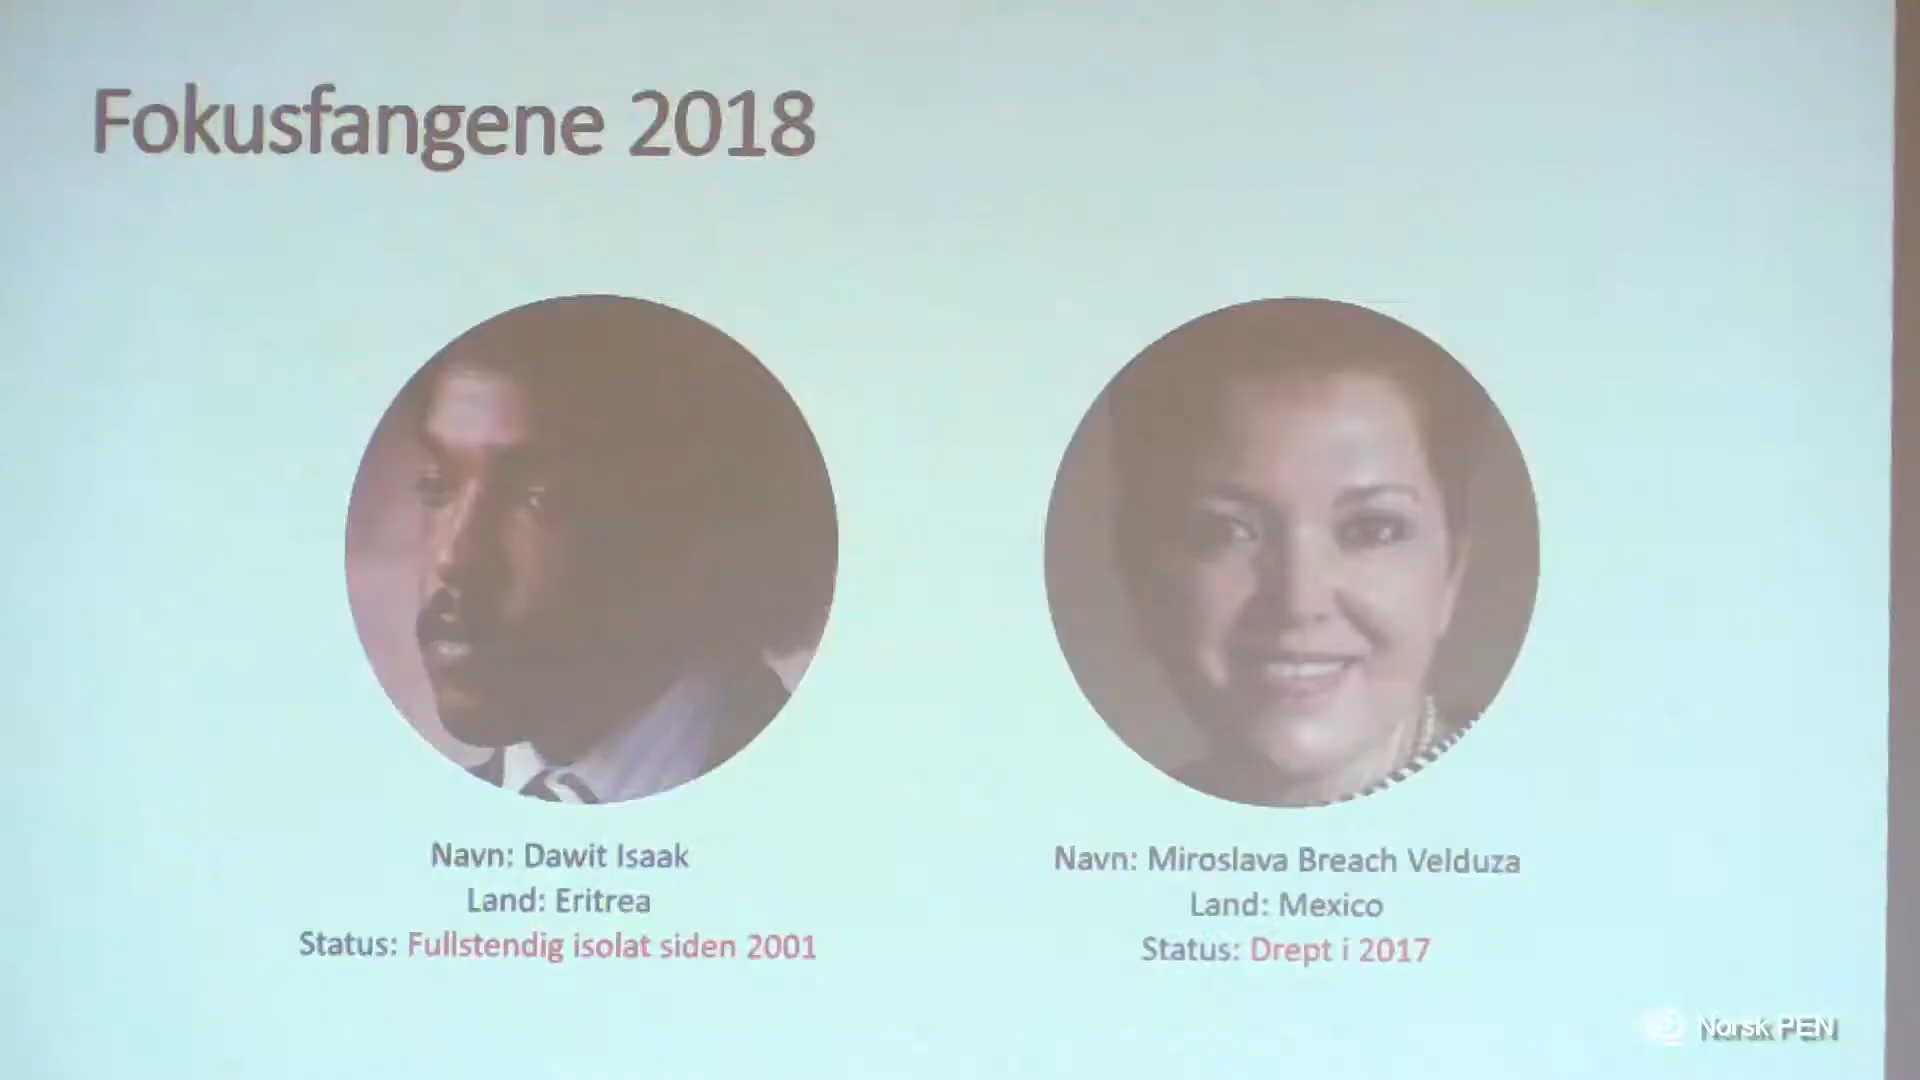 Fokusfangene 2018
Navn: Dawit Isaak
Land: Eritrea
Status: Fullstendig isolat siden 2001
Navn: Miroslava Breach Velduza
Land: Mexico
Status: Drept i 2017
Norsk PEN